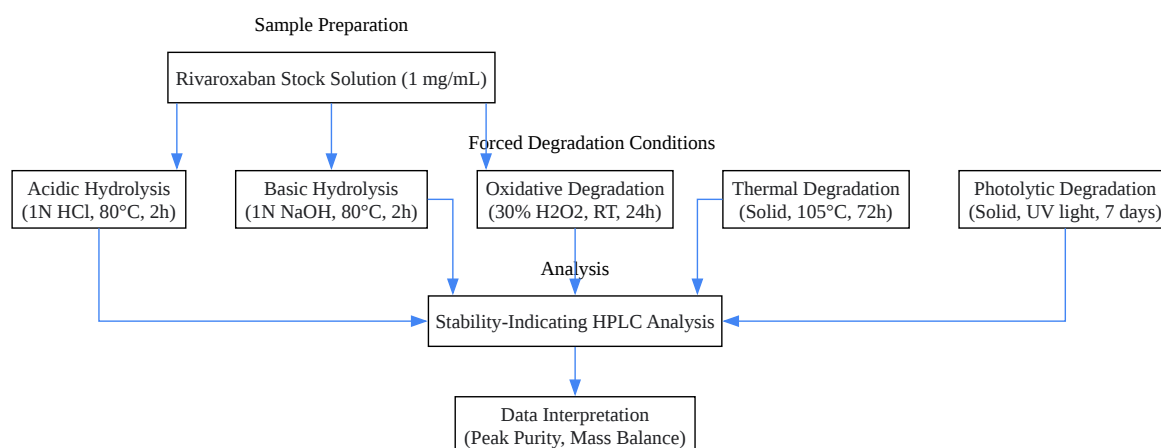 Sample Preparation
Rivaroxaban Stock Solution (1 mg/mL)
Forced Degradation Conditions
Acidic Hydrolysis
(1N HCl, 80°C, 2h)
Basic Hydrolysis
(1N NaOH, 80°C, 2h)
Oxidative Degradation
(30% H2O2, RT, 24h)
Thermal Degradation
(Solid, 105°C, 72h)
Photolytic Degradation
(Solid, UV light, 7 days)
Analysis
Stability-Indicating HPLC Analysis
Data Interpretation
(Peak Purity, Mass Balance)